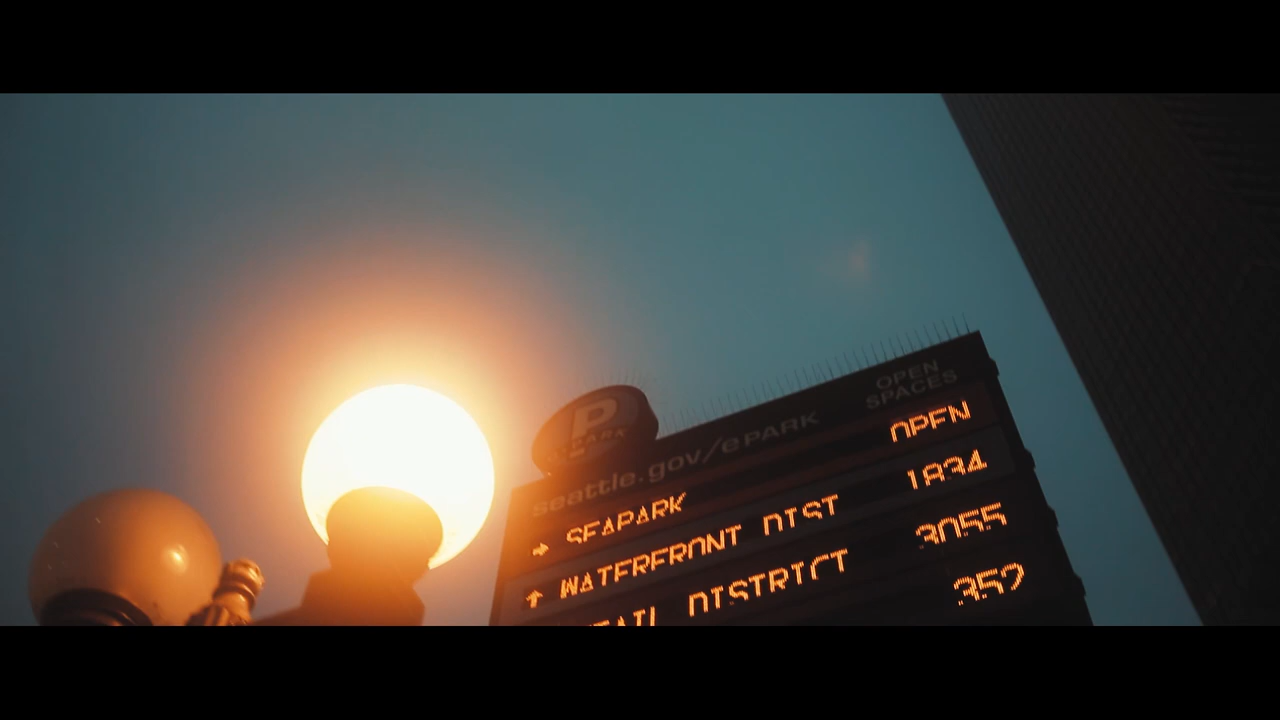 P
ePARK
seattle.gov/ePARK
OPEN
SPACES
→ SEAPARK OPEN
↑ WATERFRONT DIST 1834
DISTRICT 3055
352